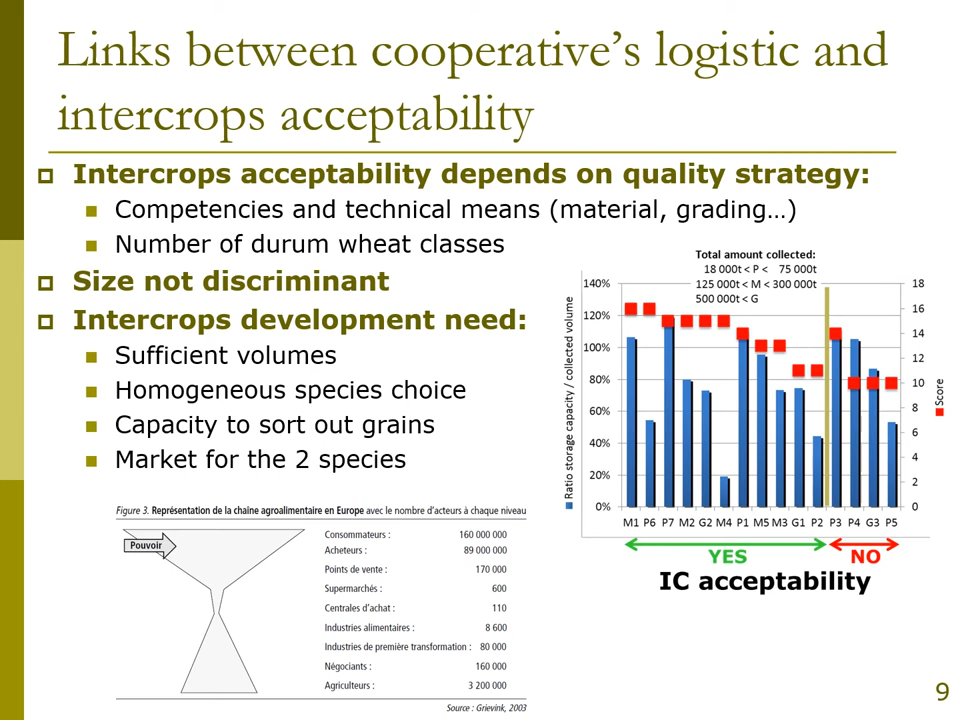 Links between cooperative’s logistic and
intercrops acceptability
Intercrops acceptability depends on quality strategy:
Competencies and technical means (material, grading…)
Number of durum wheat classes
Size not discriminant
Intercrops development need:
Sufficient volumes
Homogeneous species choice
Capacity to sort out grains
Market for the 2 species
Total amount collected:
18 000t < P < 75 000t
125 000t < M < 300 000t
500 000t < G
Ratio storage capacity / collected volume
140%
120%
100%
80%
60%
40%
20%
0%
18
16
14
12
10
8
6
4
2
0
Score
M1 P6 P7 M2 G2 M4 P1 M5 M3 G1 P2 P3 P4 G3 P5
YES NO
IC acceptability
Figure 3. Représentation de la chaîne agroalimentaire en Europe avec le nombre d’acteurs à chaque niveau
Pouvoir
Consommateurs : 160 000 000
Acheteurs : 89 000 000
Points de vente : 170 000
Supermarchés : 600
Centrales d’achat : 110
Industries alimentaires : 8 600
Industries de première transformation : 80 000
Négociants : 160 000
Agriculteurs : 3 200 000
Source : Grievink, 2003
9